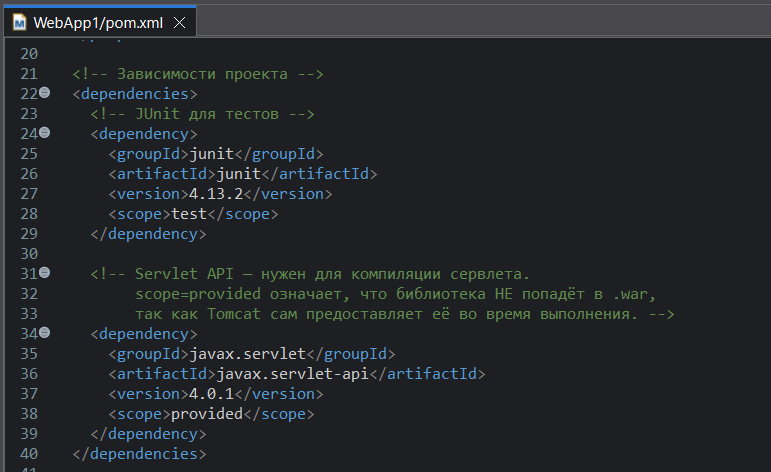 WebApp1/pom.xml
20
21 <!-- Зависимости проекта -->
22 <dependencies>
23 <!-- JUnit для тестов -->
24 <dependency>
25 <groupId>junit</groupId>
26 <artifactId>junit</artifactId>
27 <version>4.13.2</version>
28 <scope>test</scope>
29 </dependency>
30
31 <!-- Servlet API — нужен для компиляции сервлета.
32 scope=provided означает, что библиотека НЕ попадёт в .war,
33 так как Tomcat сам предоставляет её во время выполнения. -->
34 <dependency>
35 <groupId>javax.servlet</groupId>
36 <artifactId>javax.servlet-api</artifactId>
37 <version>4.0.1</version>
38 <scope>provided</scope>
39 </dependency>
40 </dependencies>